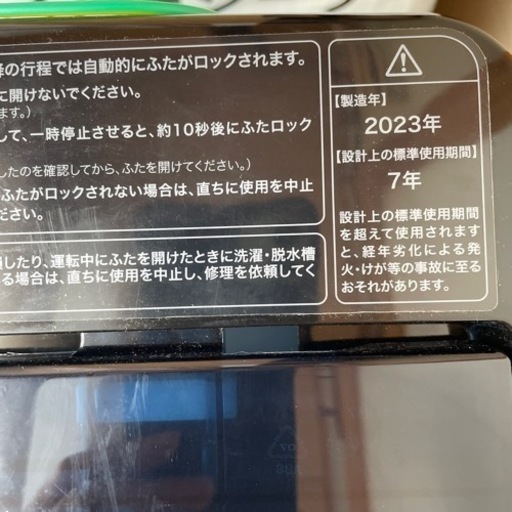 の行程では自動的にふたがロックされます。
に開けないでください。
ます。）
して、一時停止させると、約10秒後にふたロック
したのを確認してから、ふたを開けてください。）
ふたがロックされない場合は、直ちに使用を中止
ださい。
したり、運転中にふたを開けたときに洗濯・脱水槽
る場合は、直ちに使用を中止し、修理を依頼してく
【製造年】
2023年
【設計上の標準使用期間】
7年
設計上の標準使用期間
を超えて使用されます
と、経年劣化による発
火・けが等の事故に至る
おそれがあります。